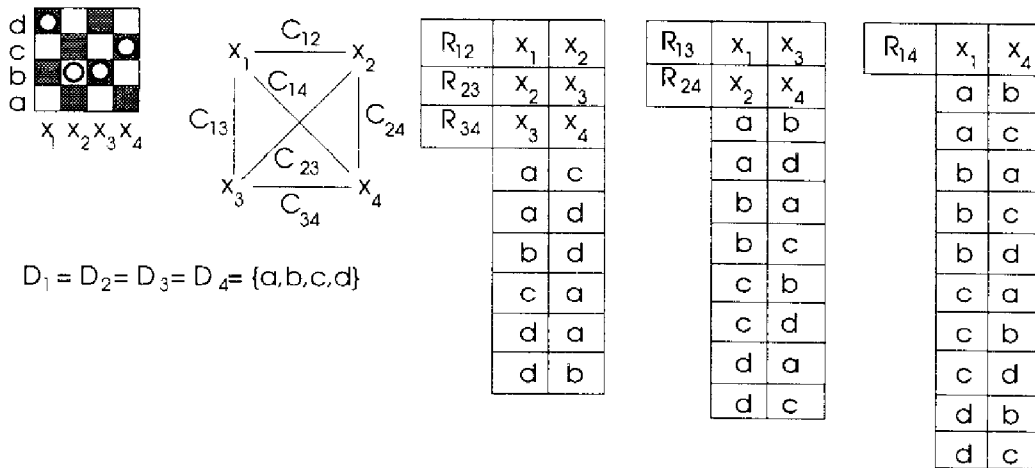 d
c
b
a
x1 x2 x3 x4
x1 C12 x2
C14
C13 C24
C23
x3 x4
C34
D1 = D2 = D3 = D4 = {a,b,c,d}
R12 x1 x2
R23 x2 x3
R34 x3 x4
a c
a d
b d
c a
d a
d b
R13 x1 x3
R24 x2 x4
a b
a d
b a
b c
c b
c d
d a
d c
R14 x1 x4
a b
a c
b a
b c
b d
c a
c b
c d
d b
d c